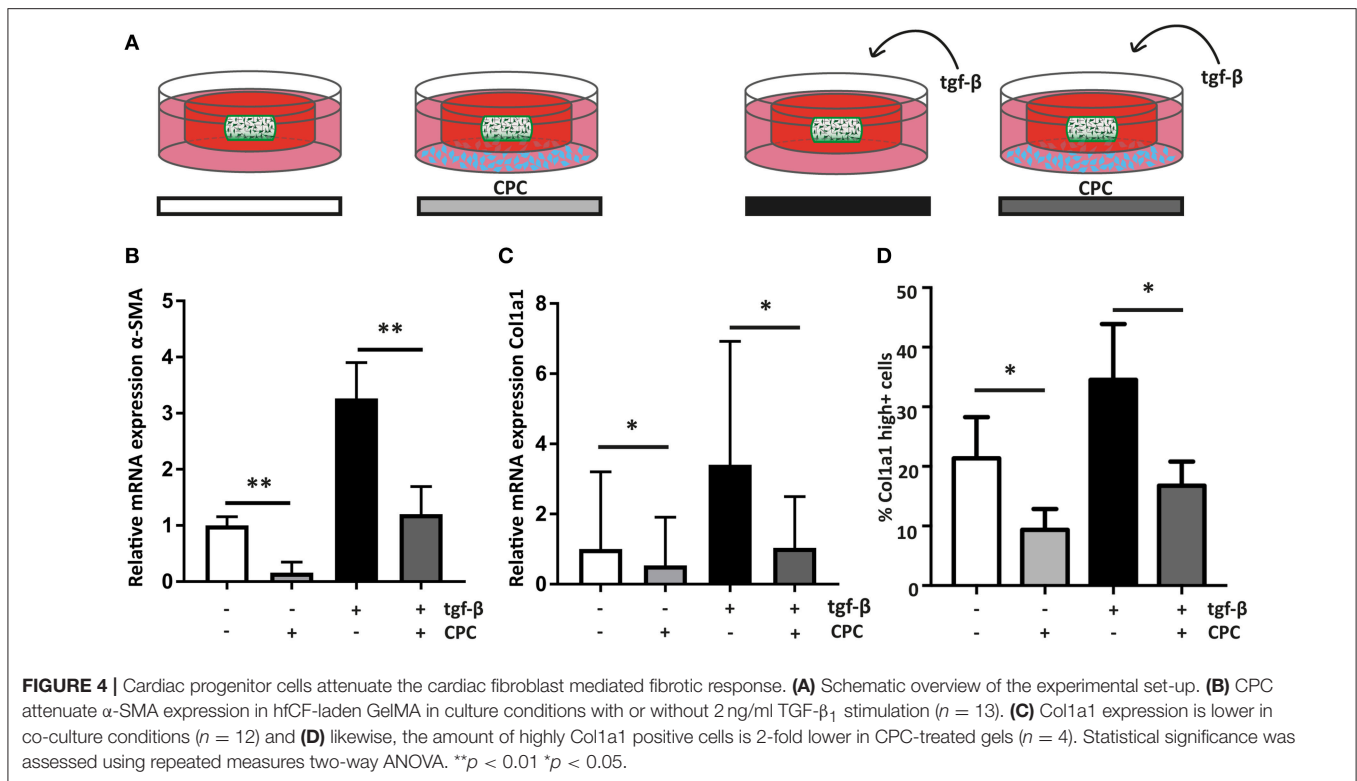 A
tgf-β
tgf-β
CPC
CPC
B
Relative mRNA expression α-SMA
5
4
3
2
1
0
**
**
- - + + tgf-β
- + - + CPC
C
Relative mRNA expression Col1a1
8
6
4
2
0
*
*
- - + + tgf-β
- + - + CPC
D
% Col1a1 high+ cells
50
40
30
20
10
0
*
*
- - + + tgf-β
- + - + CPC
FIGURE 4 | Cardiac progenitor cells attenuate the cardiac fibroblast mediated fibrotic response. (A) Schematic overview of the experimental set-up. (B) CPC
attenuate α-SMA expression in hfCF-laden GelMA in culture conditions with or without 2 ng/ml TGF-β₁ stimulation (n = 13). (C) Col1a1 expression is lower in
co-culture conditions (n = 12) and (D) likewise, the amount of highly Col1a1 positive cells is 2-fold lower in CPC-treated gels (n = 4). Statistical significance was
assessed using repeated measures two-way ANOVA. **p < 0.01 *p < 0.05.